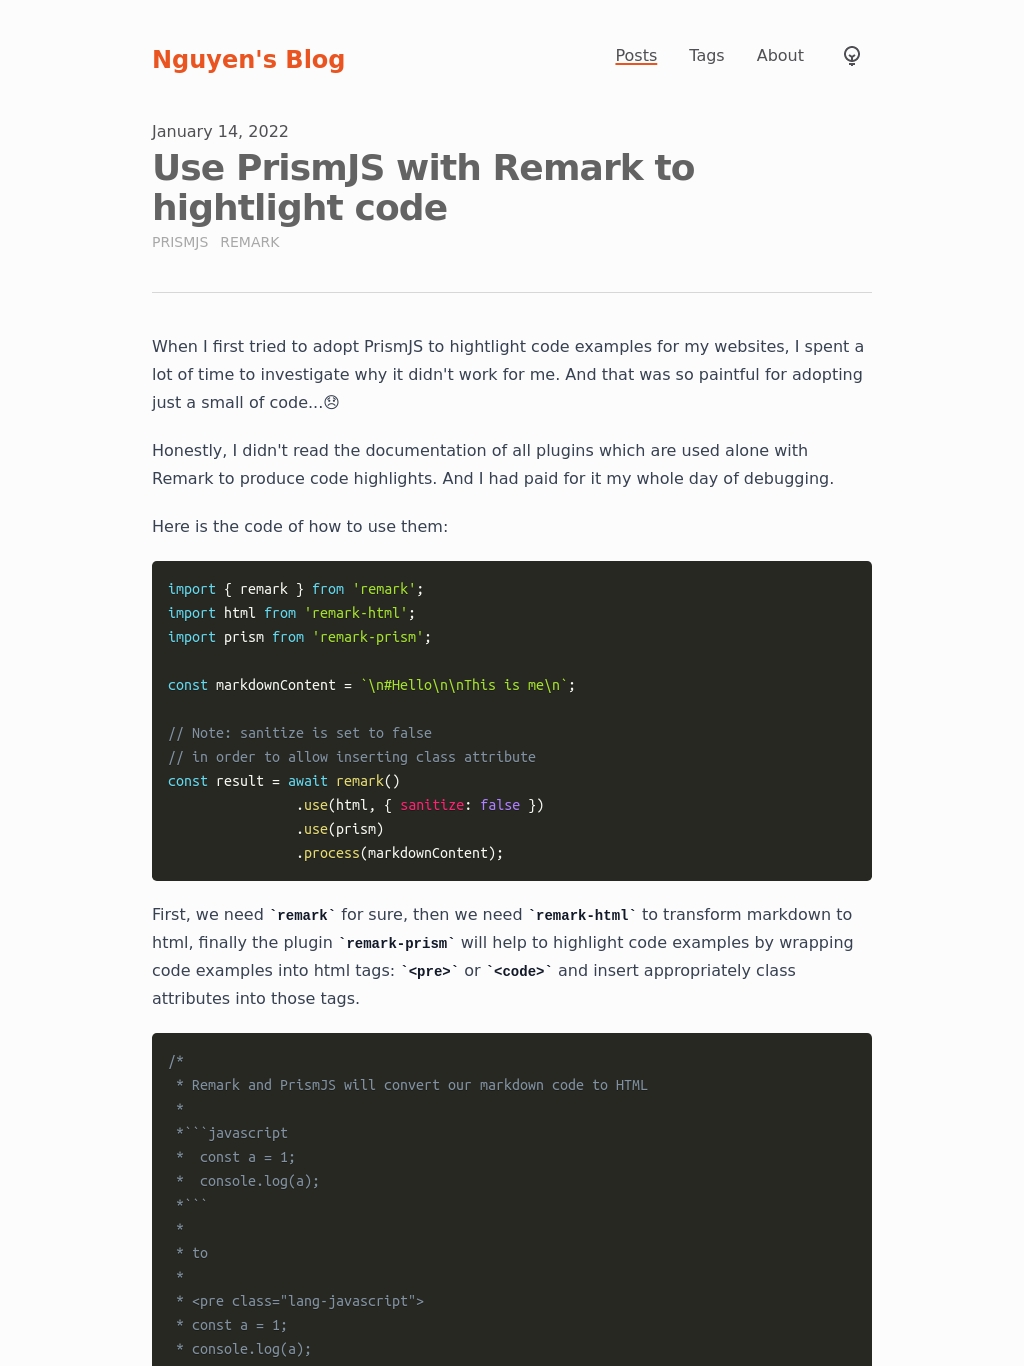 Nguyen's Blog
Posts Tags About
January 14, 2022
Use PrismJS with Remark to
hightlight code
PRISMJS REMARK
When I first tried to adopt PrismJS to hightlight code examples for my websites, I spent a
lot of time to investigate why it didn't work for me. And that was so paintful for adopting
just a small of code...😞
Honestly, I didn't read the documentation of all plugins which are used alone with
Remark to produce code highlights. And I had paid for it my whole day of debugging.
Here is the code of how to use them:
import { remark } from 'remark';
import html from 'remark-html';
import prism from 'remark-prism';
const markdownContent = `\n#Hello\n\nThis is me\n`;
// Note: sanitize is set to false
// in order to allow inserting class attribute
const result = await remark()
                .use(html, { sanitize: false })
                .use(prism)
                .process(markdownContent);
First, we need `remark` for sure, then we need `remark-html` to transform markdown to
html, finally the plugin `remark-prism` will help to highlight code examples by wrapping
code examples into html tags: `<pre>` or `<code>` and insert appropriately class
attributes into those tags.
/*
 * Remark and PrismJS will convert our markdown code to HTML
 *
 *```javascript
 *  const a = 1;
 *  console.log(a);
 *```
 *
 * to
 *
 * <pre class="lang-javascript">
 * const a = 1;
 * console.log(a);